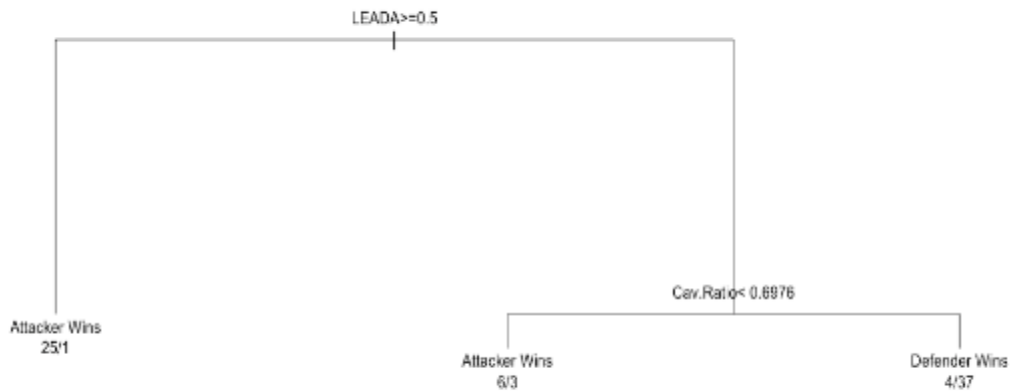 LEADA>=0.5
Cav.Ratio< 0.6976
Attacker Wins
25/1
Attacker Wins
6/3
Defender Wins
4/37